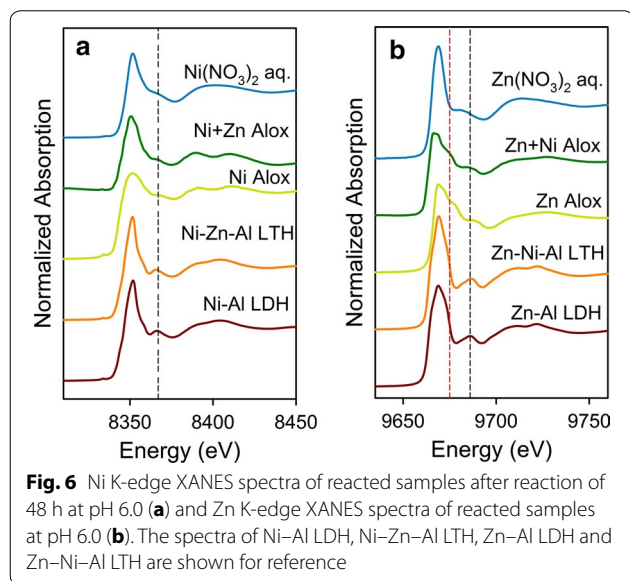 a
Ni(NO₃)₂ aq.
Ni+Zn Alox
Ni Alox
Ni-Zn-Al LTH
Ni-Al LDH
Normalized Absorption
8350 8400 8450
Energy (eV)
b
Zn(NO₃)₂ aq.
Zn+Ni Alox
Zn Alox
Zn-Ni-Al LTH
Zn-Al LDH
Normalized Absorption
9650 9700 9750
Energy (eV)
Fig. 6 Ni K-edge XANES spectra of reacted samples after reaction of
48 h at pH 6.0 (a) and Zn K-edge XANES spectra of reacted samples
at pH 6.0 (b). The spectra of Ni–Al LDH, Ni–Zn–Al LTH, Zn–Al LDH and
Zn–Ni–Al LTH are shown for reference